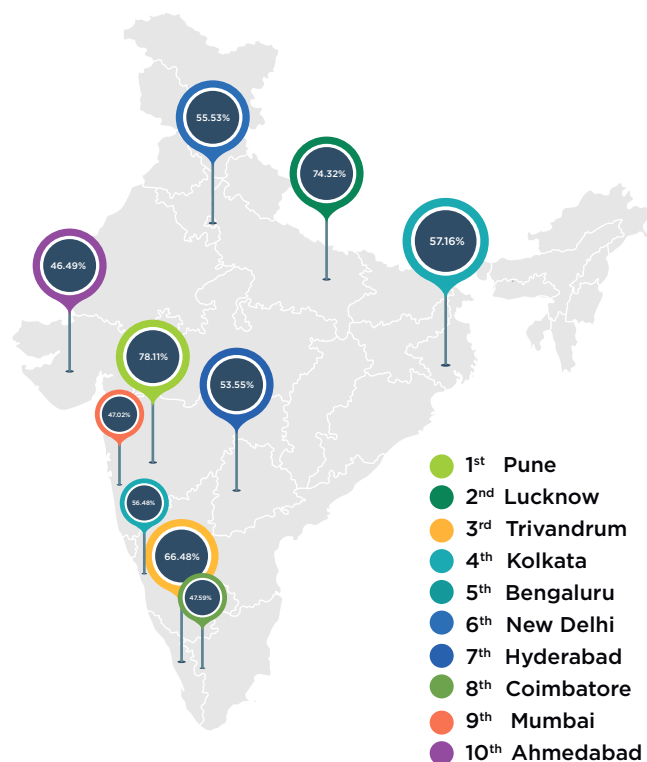 55.53%
74.32%
57.16%
46.49%
78.11%
53.55%
47.02%
56.48%
66.48%
47.59%
1st Pune
2nd Lucknow
3rd Trivandrum
4th Kolkata
5th Bengaluru
6th New Delhi
7th Hyderabad
8th Coimbatore
9th Mumbai
10th Ahmedabad